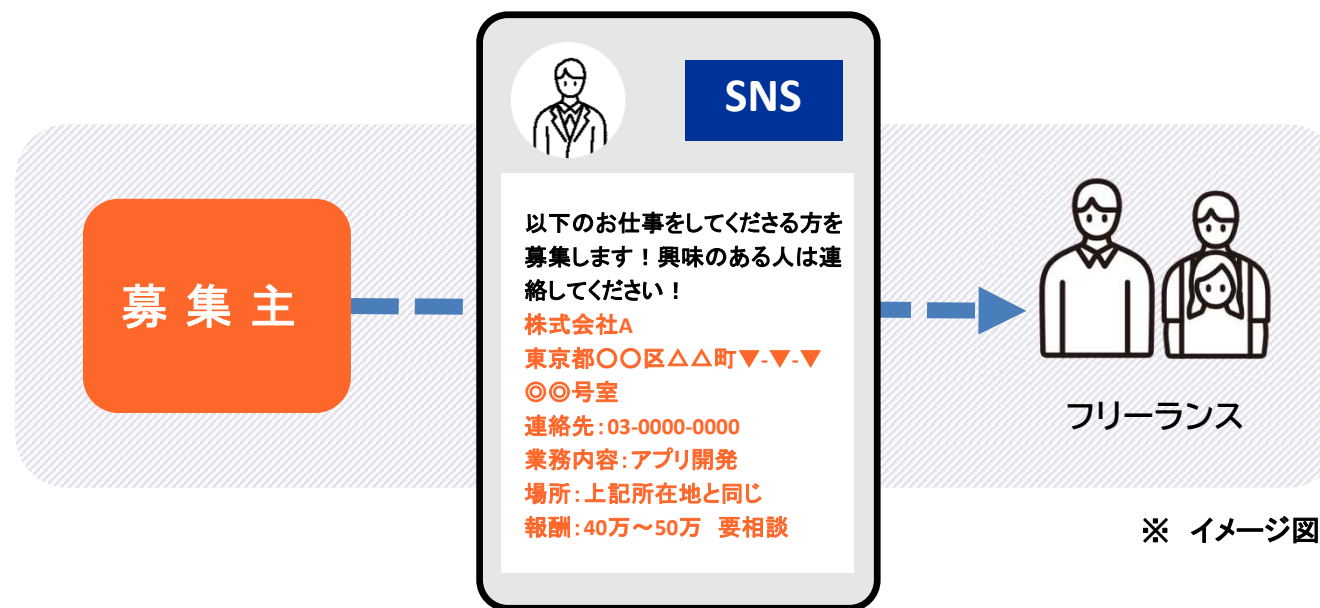 募集主
SNS
以下のお仕事をしてくださる方を
募集します！興味のある人は連
絡してください！
株式会社A
東京都〇〇区△△町▼-▼-▼
◎◎号室
連絡先：03-0000-0000
業務内容：アプリ開発
場所：上記所在地と同じ
報酬：40万～50万　要相談
フリーランス
※　イメージ図